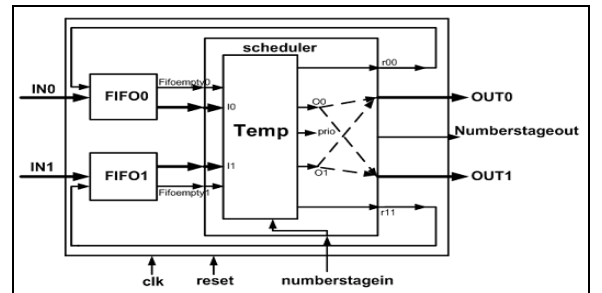 scheduler
r00
IN0
FIFO0
Fifoempty0
I0
O0
OUT0
Temp
prio
Numberstageout
IN1
FIFO1
I1
O1
OUT1
Fifoempty1
r11
clk
reset
numberstagein